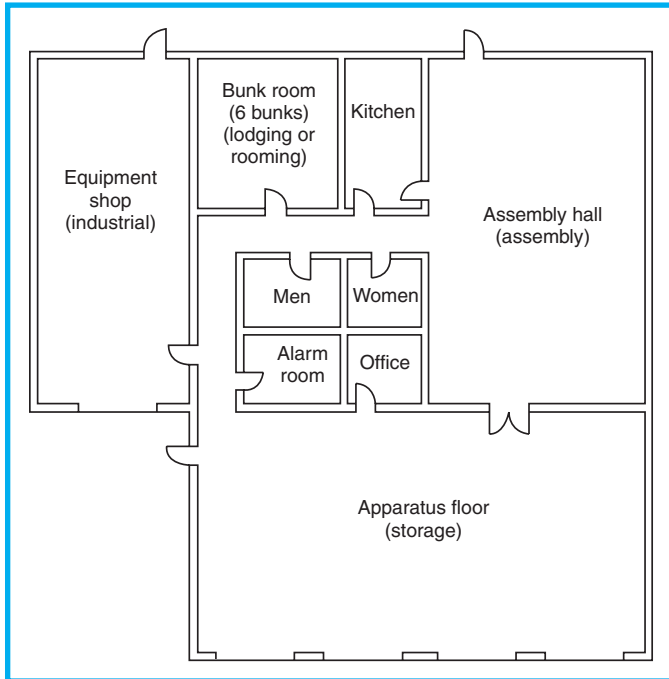 Bunk room
(6 bunks)
(lodging or
rooming)
Kitchen
Equipment
shop
(industrial)
Assembly hall
(assembly)
Men
Women
Alarm
room
Office
Apparatus floor
(storage)